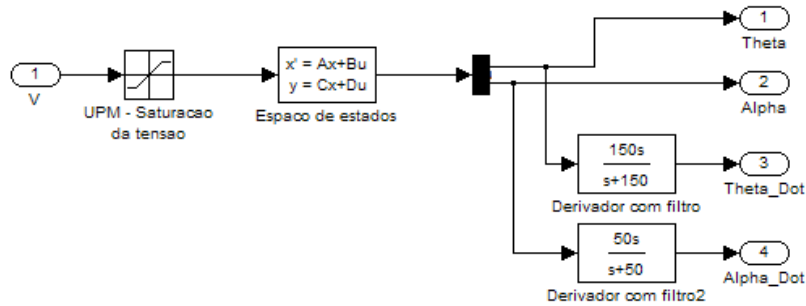 1
V
UPM - Saturacao
da tensao
x' = Ax+Bu
y = Cx+Du
Espaco de estados
1
Theta
2
Alpha
150s
s+150
Derivador com filtro
3
Theta_Dot
50s
s+50
Derivador com filtro2
4
Alpha_Dot